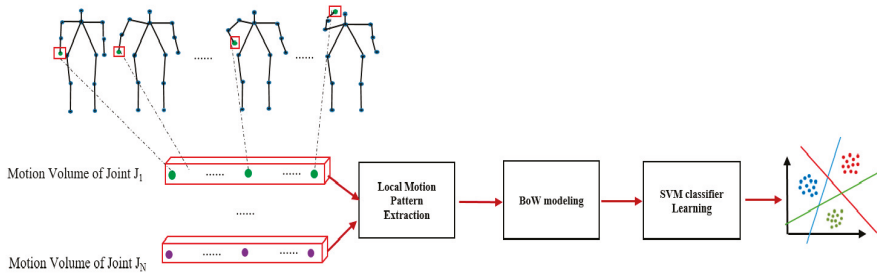 ...... ......
Motion Volume of Joint J1 ...... ......
......
Motion Volume of Joint JN ...... ......
Local Motion
Pattern
Extraction
BoW modeling
SVM classifier
Learning